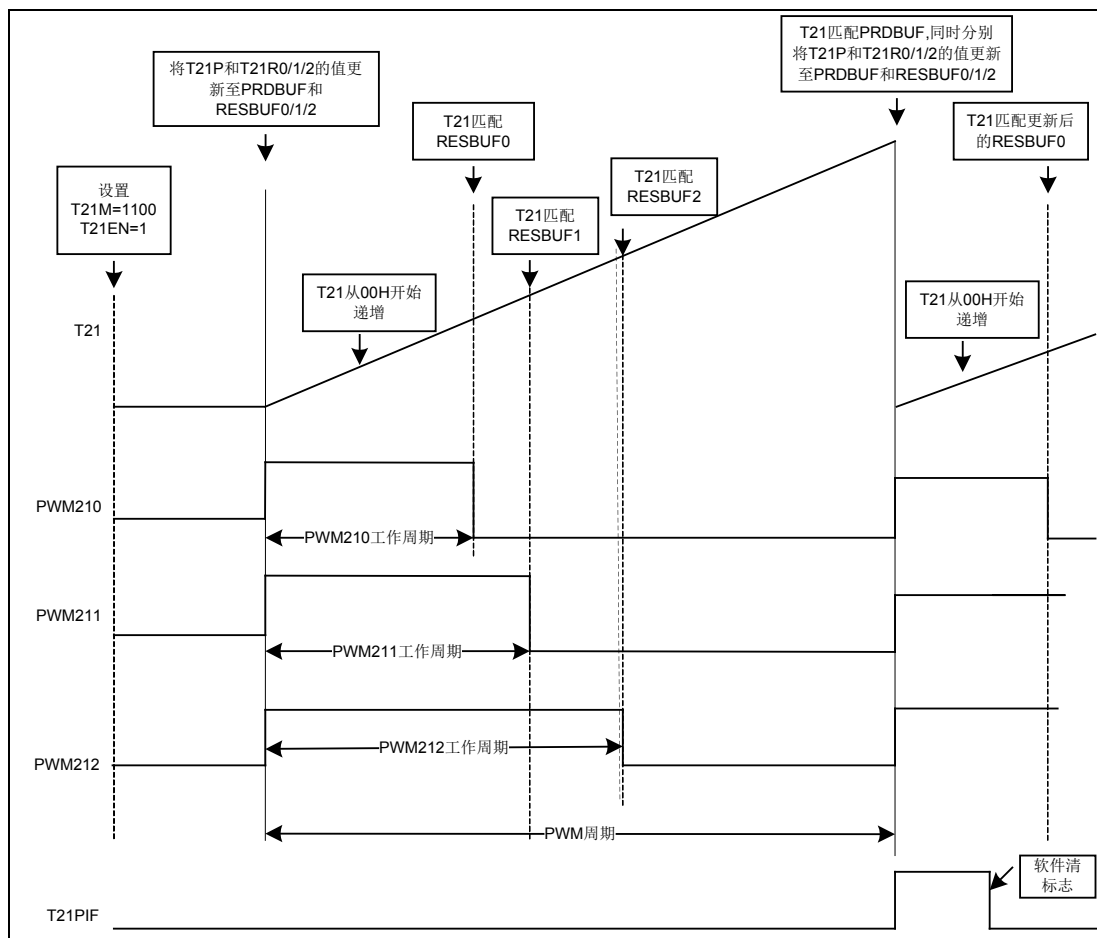 T21匹配PRDBUF,同时分别
将T21P和T21R0/1/2的值更新
至PRDBUF和RESBUF0/1/2
将T21P和T21R0/1/2的值更
新至PRDBUF和
RESBUF0/1/2
T21匹配
RESBUF0
T21匹配更新后
的RESBUF0
T21匹配
RESBUF2
设置
T21M=1100
T21EN=1
T21匹配
RESBUF1
T21从00H开始
递增
T21从00H开始
递增
T21
PWM210
PWM210工作周期
PWM211
PWM211工作周期
PWM212工作周期
PWM212
PWM周期
软件清
标志
T21PIF